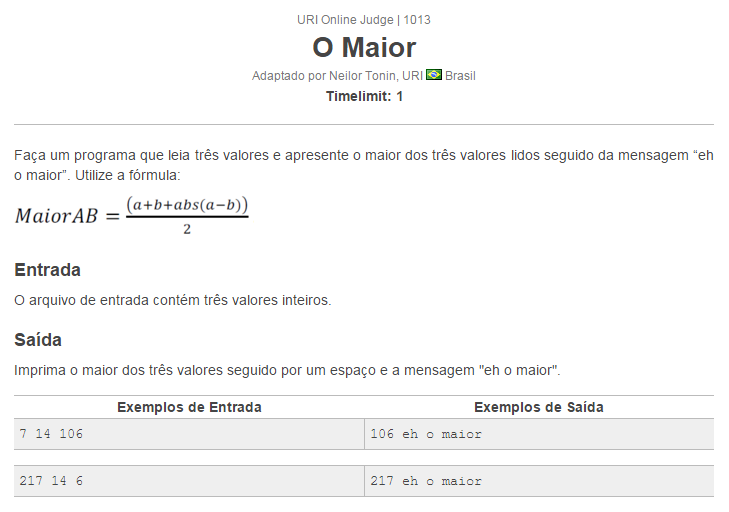 URI Online Judge | 1013
O Maior
Adaptado por Neilor Tonin, URI Brasil
Timelimit: 1
Faça um programa que leia três valores e apresente o maior dos três valores lidos seguido da mensagem “eh
o maior”. Utilize a fórmula:
MaiorAB = (a+b+abs(a−b))/2
Entrada
O arquivo de entrada contém três valores inteiros.
Saída
Imprima o maior dos três valores seguido por um espaço e a mensagem "eh o maior".
Exemplos de Entrada Exemplos de Saída
7 14 106 106 eh o maior
217 14 6 217 eh o maior